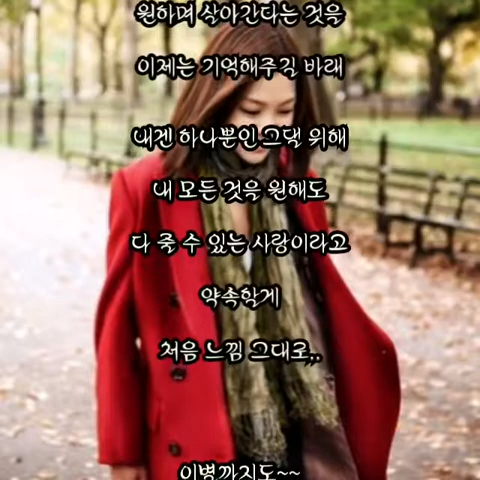 원하며 살아간다는 것을
이제는 기억해주길 바래
내겐 하나뿐인 그댈 위해
내 모든 것을 원해도
다 줄 수 있는 사랑이라고
약속할게
처음 느낌 그대로..
이별까지도~~